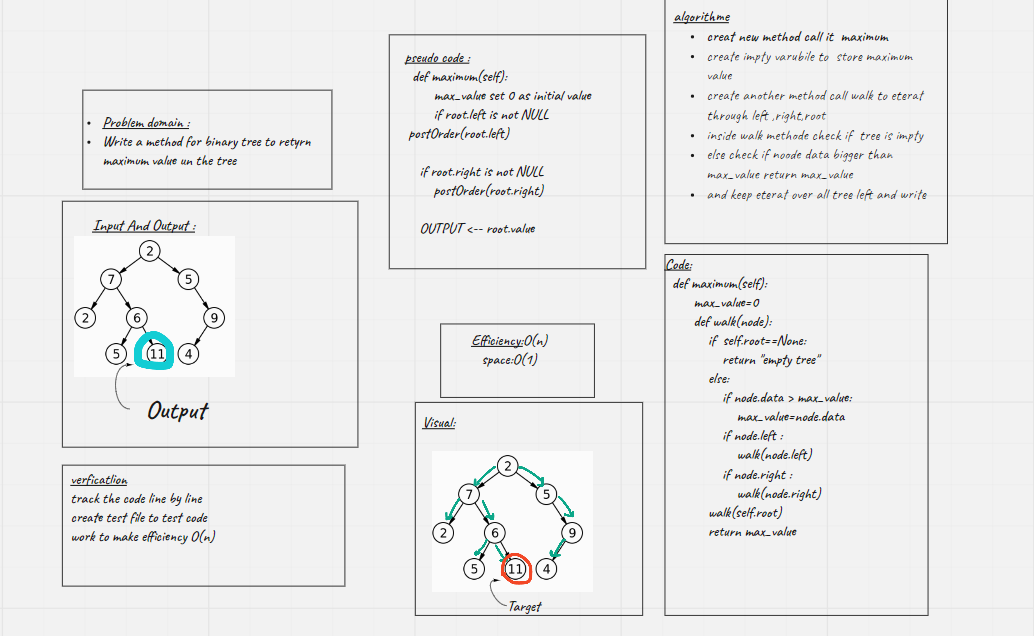 Problem domain :
Write a method for binary tree to retyrn
maximum value un the tree
Input And Output :
2
7 5
2 6 9
5 11 4
Output
verficatlion
track the code line by line
create test file to test code
work to make efficiency O(n)
pseudo code :
def maximum(self):
max_value set 0 as initial value
if root.left is not NULL
postOrder(root.left)
if root.right is not NULL
postOrder(root.right)
OUTPUT <-- root.value
Efficiency:O(n)
space:O(1)
Visual:
2
7 5
2 6 9
5 11 4
Target
algorithme
creat new method call it maximum
create impty varubile to store maximum
value
create another method call walk to eterat
through left ,right,root
inside walk methode check if tree is impty
else check if noode data bigger than
max_value return max_value
and keep eterat over all tree left and write
Code:
def maximum(self):
max_value=0
def walk(node):
if self.root==None:
return "empty tree"
else:
if node.data > max_value:
max_value=node.data
if node.left :
walk(node.left)
if node.right :
walk(node.right)
walk(self.root)
return max_value